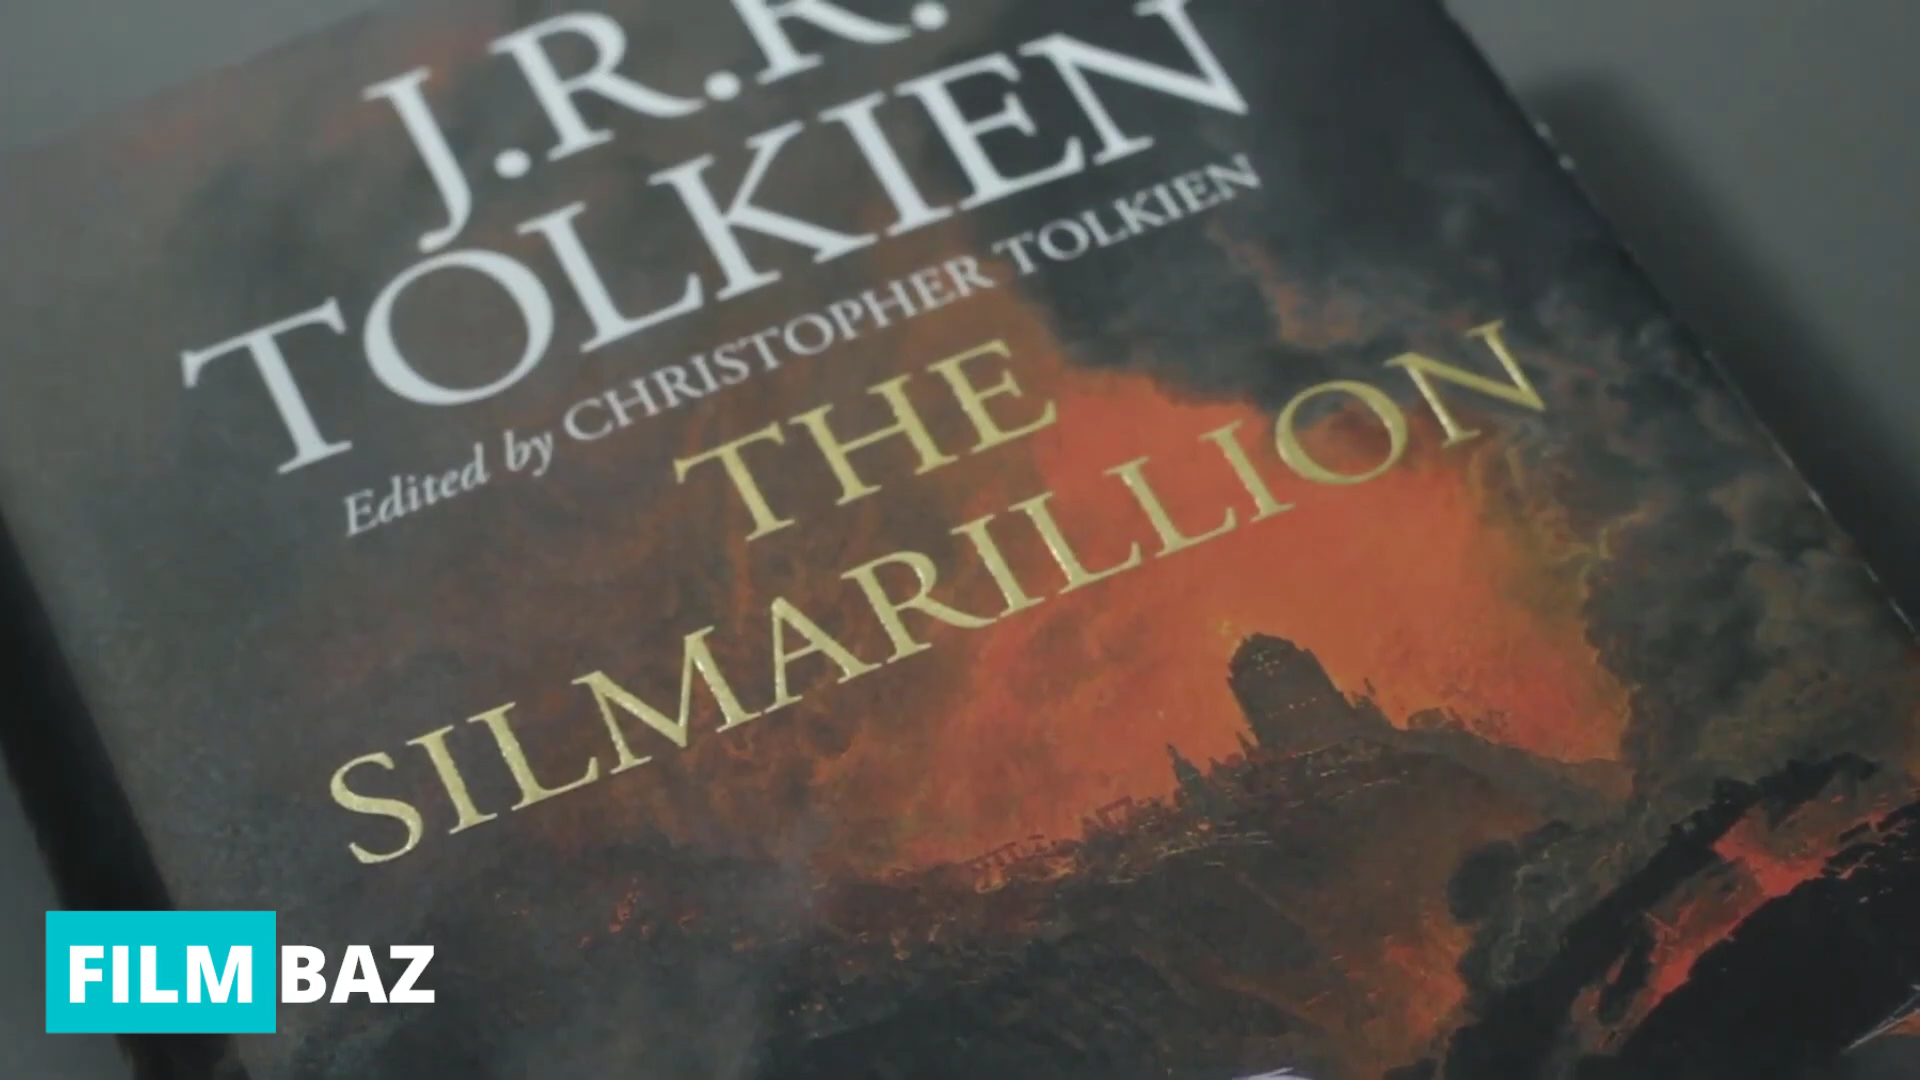 J.R.R.
TOLKIEN
Edited by CHRISTOPHER TOLKIEN
THE
SILMARILLION
FILM BAZ